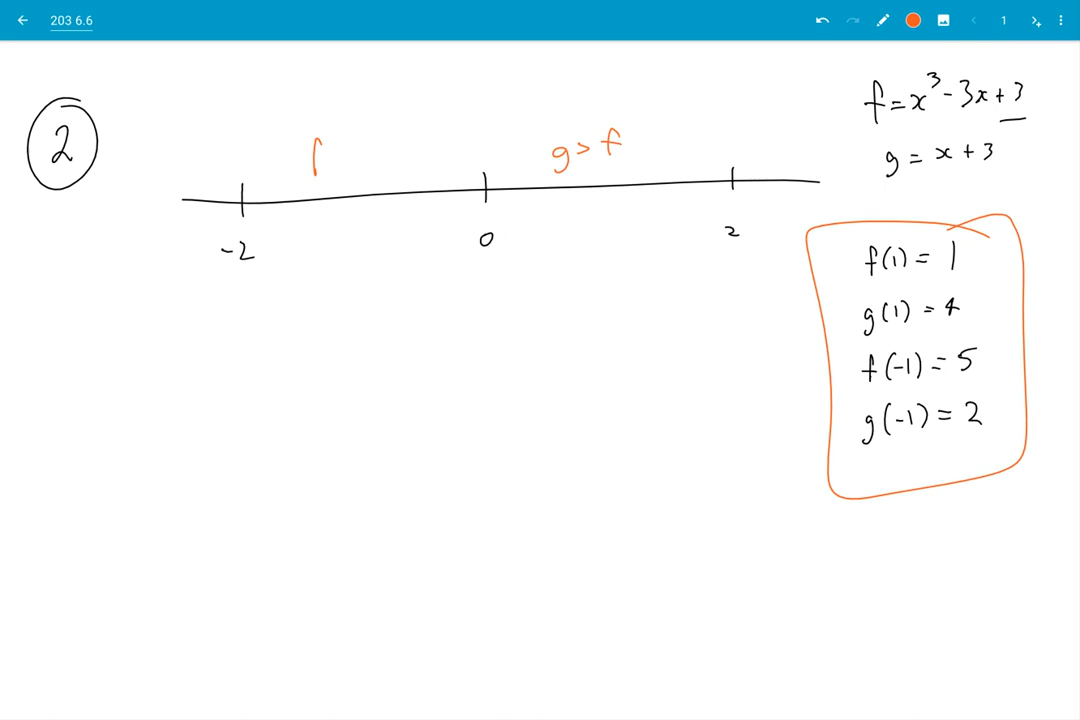 203 6.6
1
②
f = x³ - 3x + 3
g = x + 3
f
g > f
-2 0 2
f(1) = 1
g(1) = 4
f(-1) = 5
g(-1) = 2